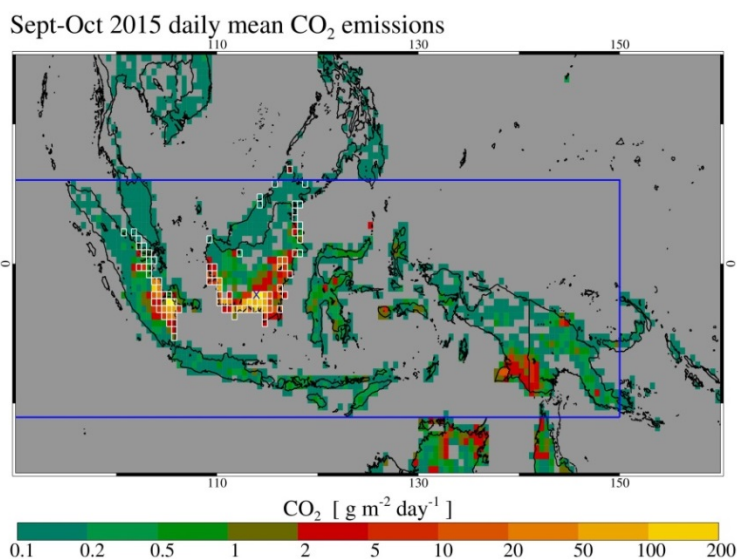 Sept-Oct 2015 daily mean CO₂ emissions
110 130 150
0 0
110 130 150
CO₂ [ g m⁻² day⁻¹ ]
0.1 0.2 0.5 1 2 5 10 20 50 100 200